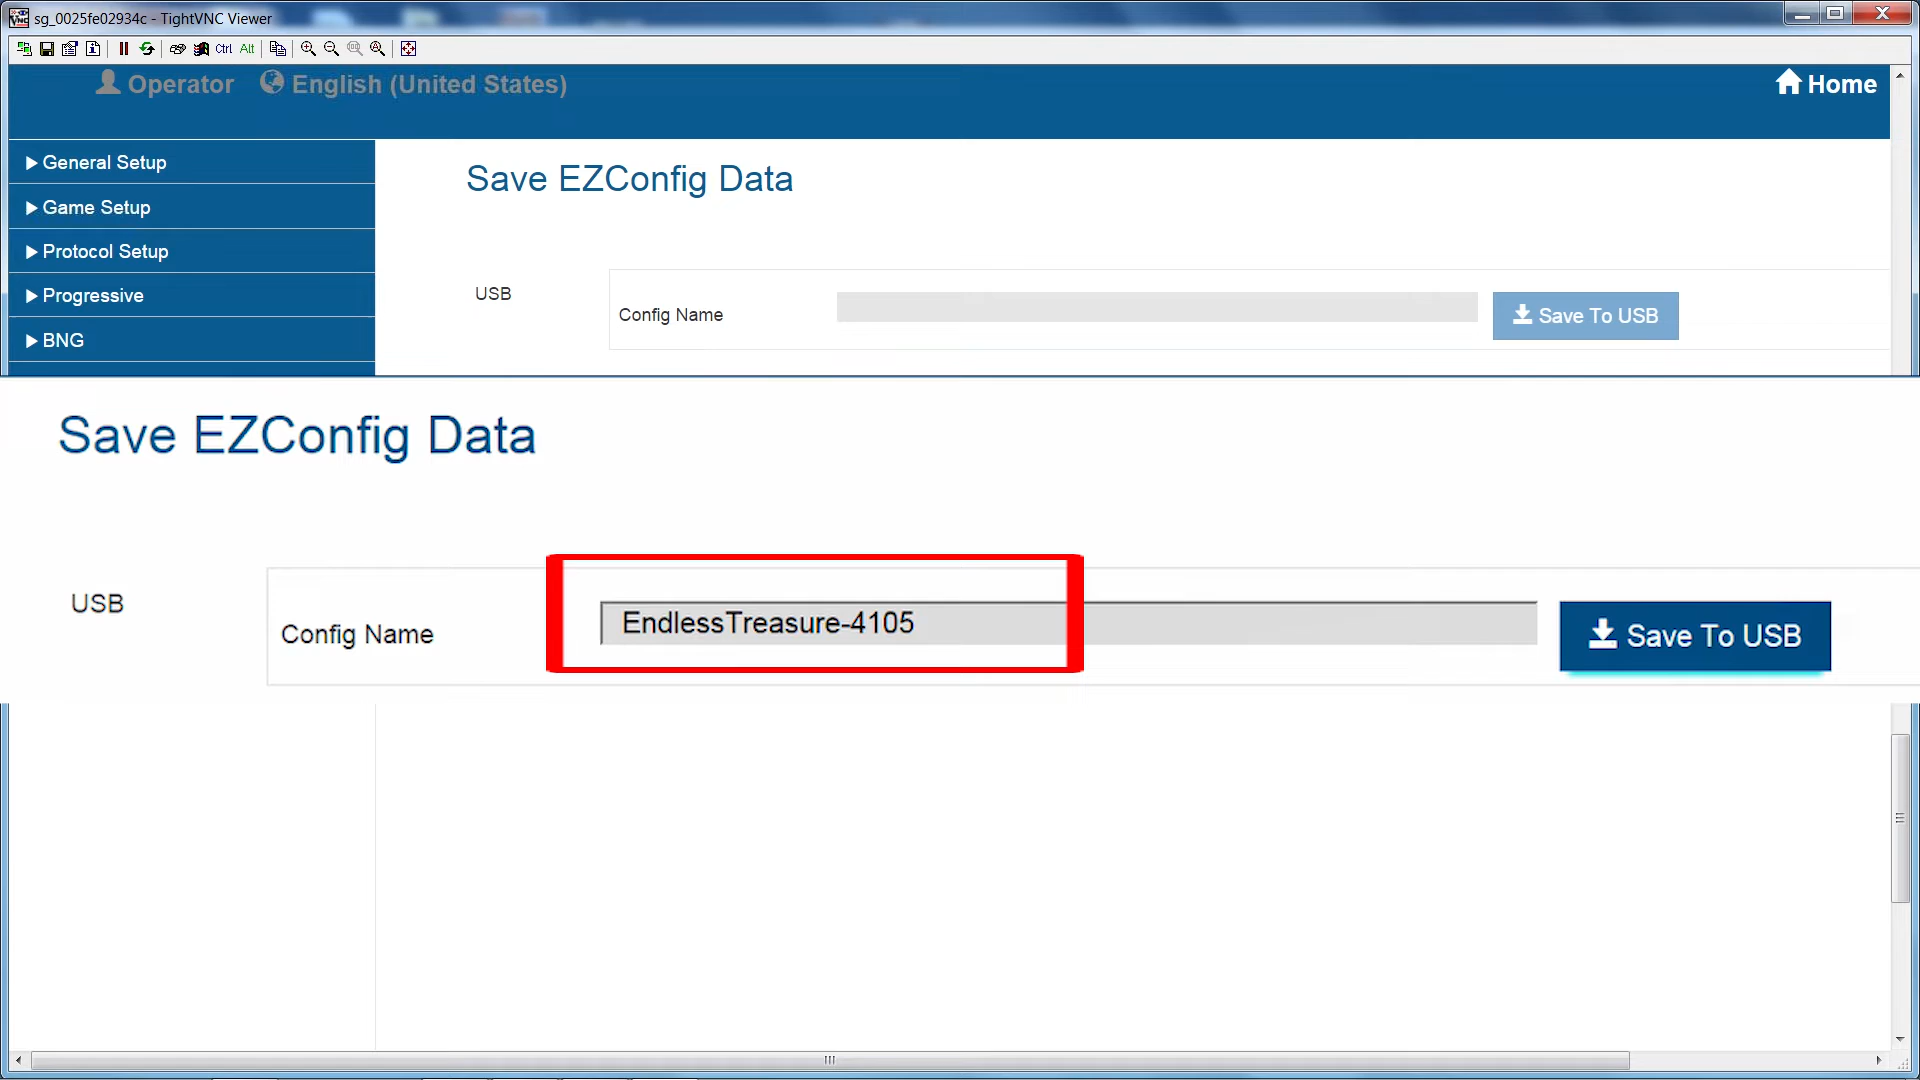 sg_0025fe02934c - TightVNC Viewer
Ctrl Alt
Operator English (United States) Home
General Setup
Game Setup
Protocol Setup
Progressive
BNG
Save EZConfig Data
USB
Config Name
Save To USB
Save EZConfig Data
USB
Config Name
EndlessTreasure-4105
Save To USB